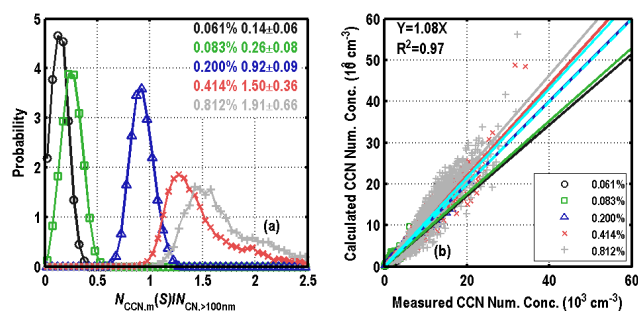 0.061% 0.14±0.06
0.083% 0.26±0.08
0.200% 0.92±0.09
0.414% 1.50±0.36
0.812% 1.91±0.66
(a)
Probability
5
4
3
2
1
0
0 0.5 1 1.5 2 2.5
N_CCN,m(S)/N_CN,>100nm
Y=1.08X
R²=0.97
0.061%
0.083%
0.200%
0.414%
0.812%
(b)
Calculated CCN Num. Conc. (10³ cm⁻³)
60
50
40
30
20
10
0
0 20 40 60
Measured CCN Num. Conc. (10³ cm⁻³)